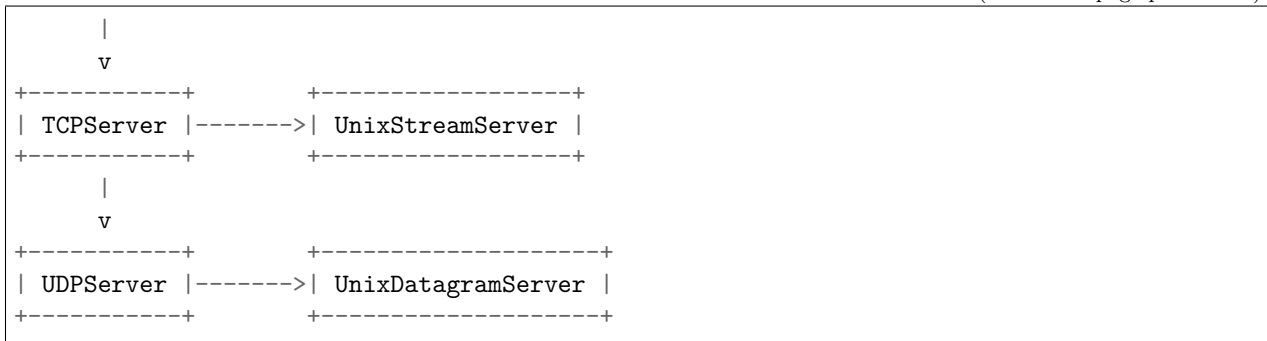 |
      v
+-----------+        +------------------+
| TCPServer |------->| UnixStreamServer |
+-----------+        +------------------+
      |
      v
+-----------+        +--------------------+
| UDPServer |------->| UnixDatagramServer |
+-----------+        +--------------------+